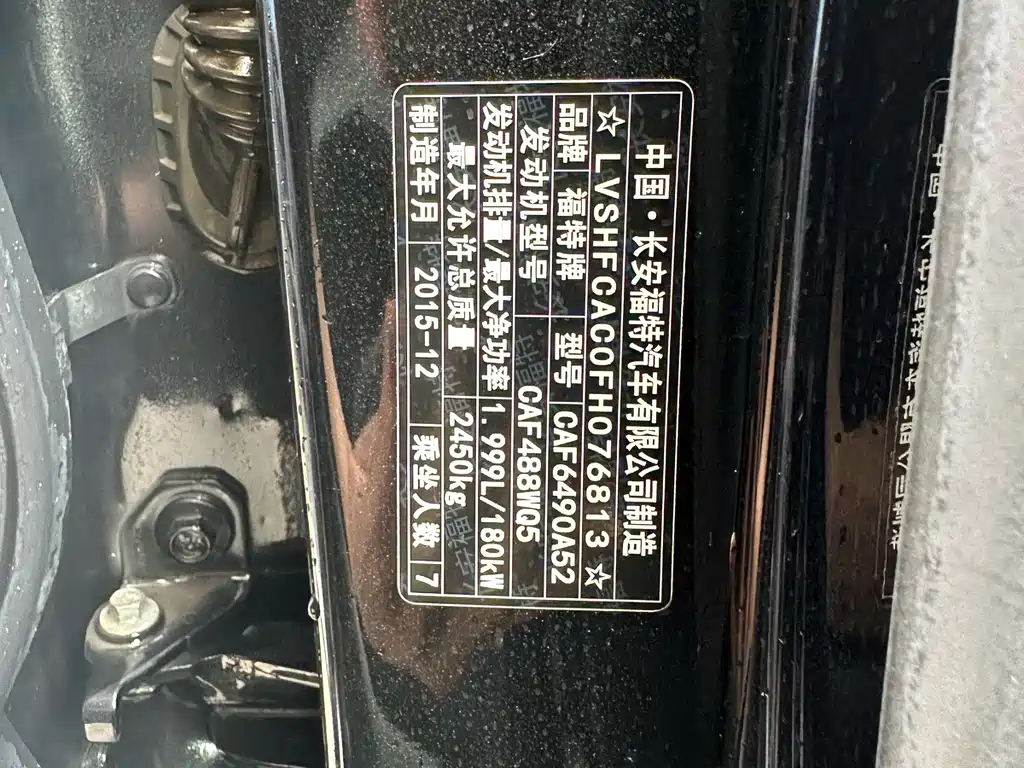 中国·长安福特汽车有限公司制造
☆LVSHFCAC0FH076813☆
品牌 福特牌 型号 CAF6490A52
发动机型号 CAF488WQ5
发动机排量/最大净功率 1.999L/180kW
最大允许总质量 2450kg
制造年月 2015-12 乘坐人数 7